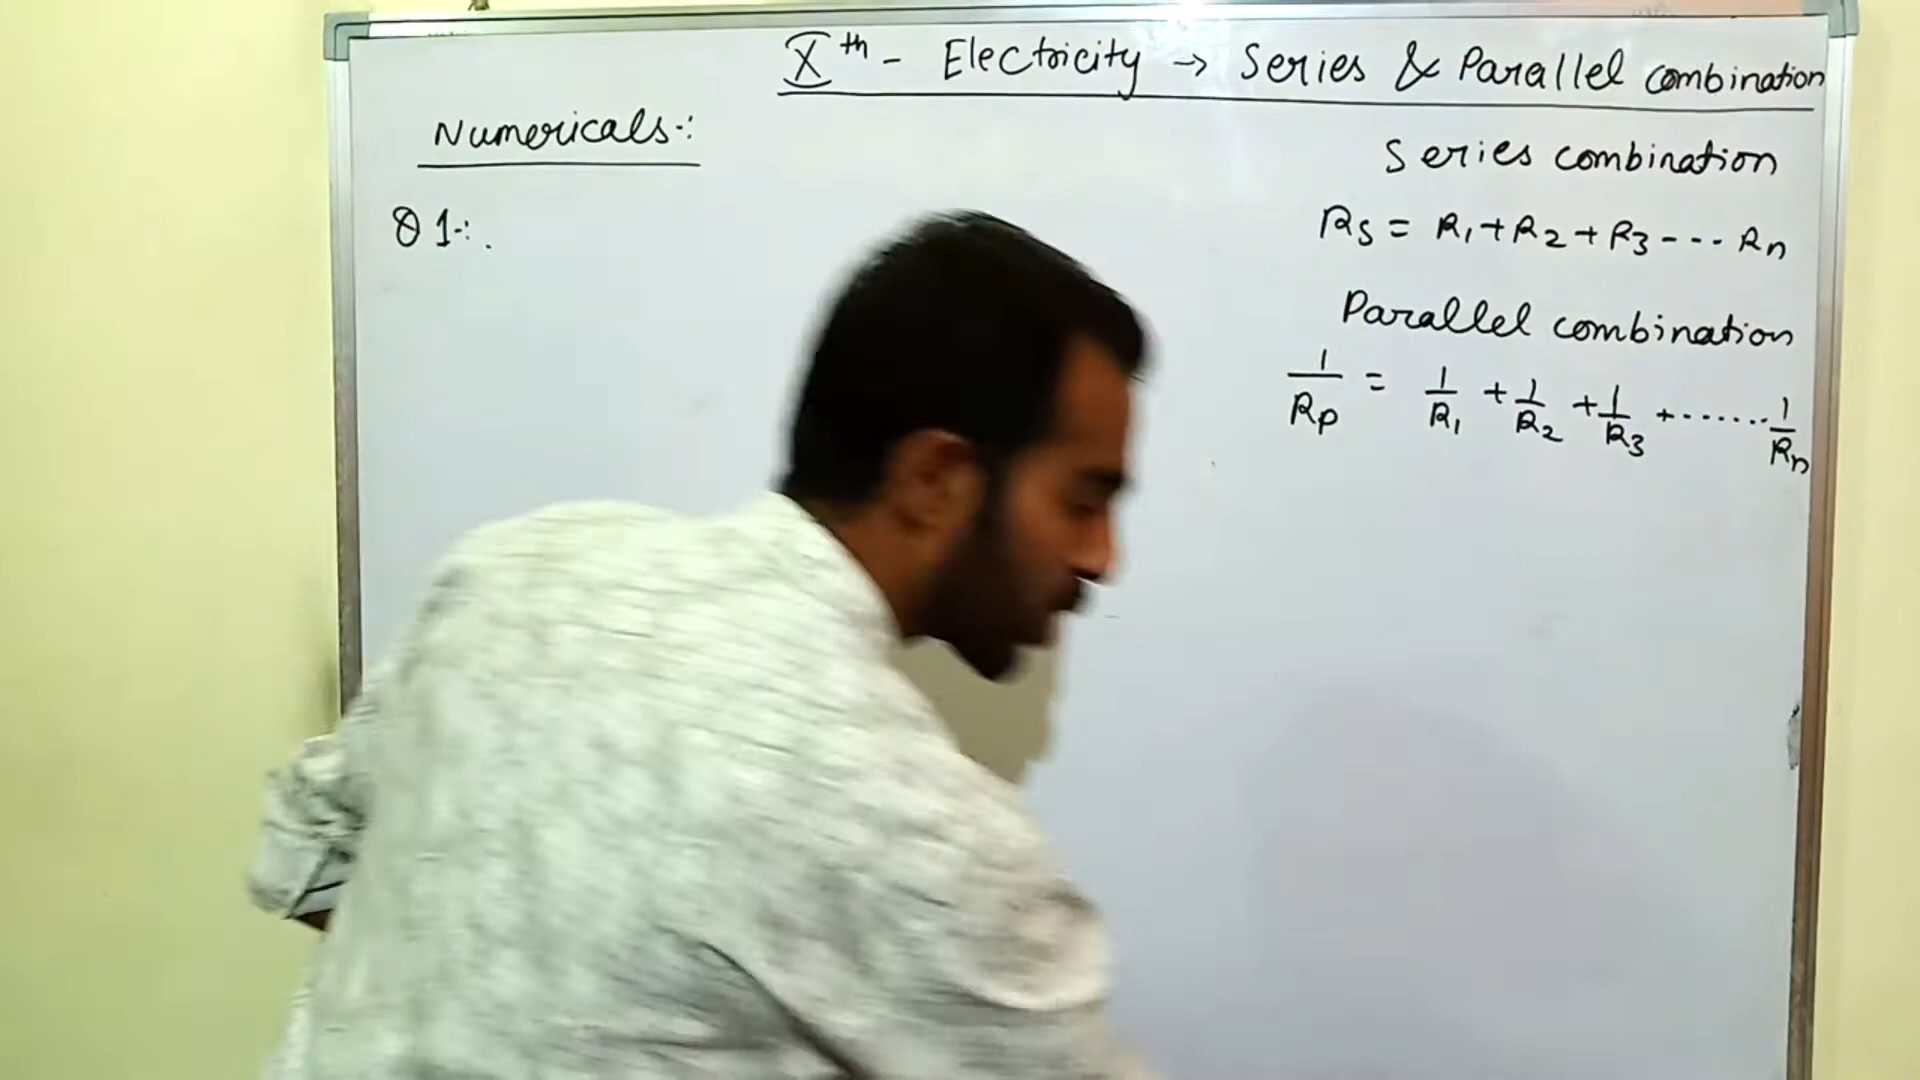 Xth - Electricity → Series & Parallel combination
Numericals-:
Q 1-: .
Series combination
Rs = R₁ + R₂ + R₃ --- Rn
Parallel combination
1/Rp = 1/R₁ + 1/R₂ + 1/R₃ + ....... 1/Rn